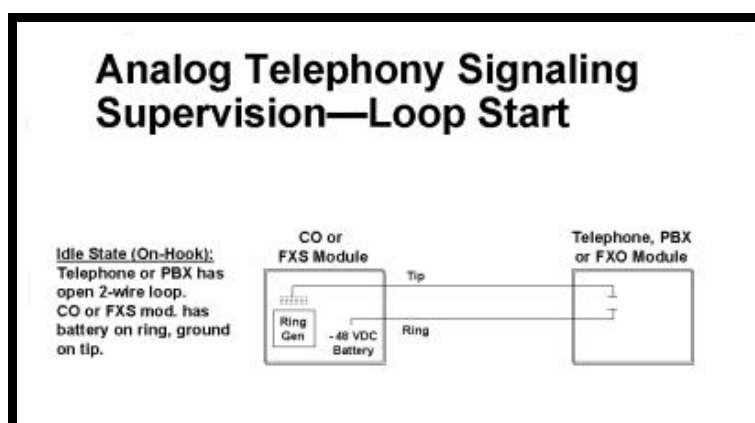 Analog Telephony Signaling
Supervision—Loop Start
Idle State (On-Hook):
Telephone or PBX has
open 2-wire loop.
CO or FXS mod. has
battery on ring, ground
on tip.
CO or
FXS Module
Ring
Gen
- 48 VDC
Battery
Tip
Ring
Telephone, PBX
or FXO Module